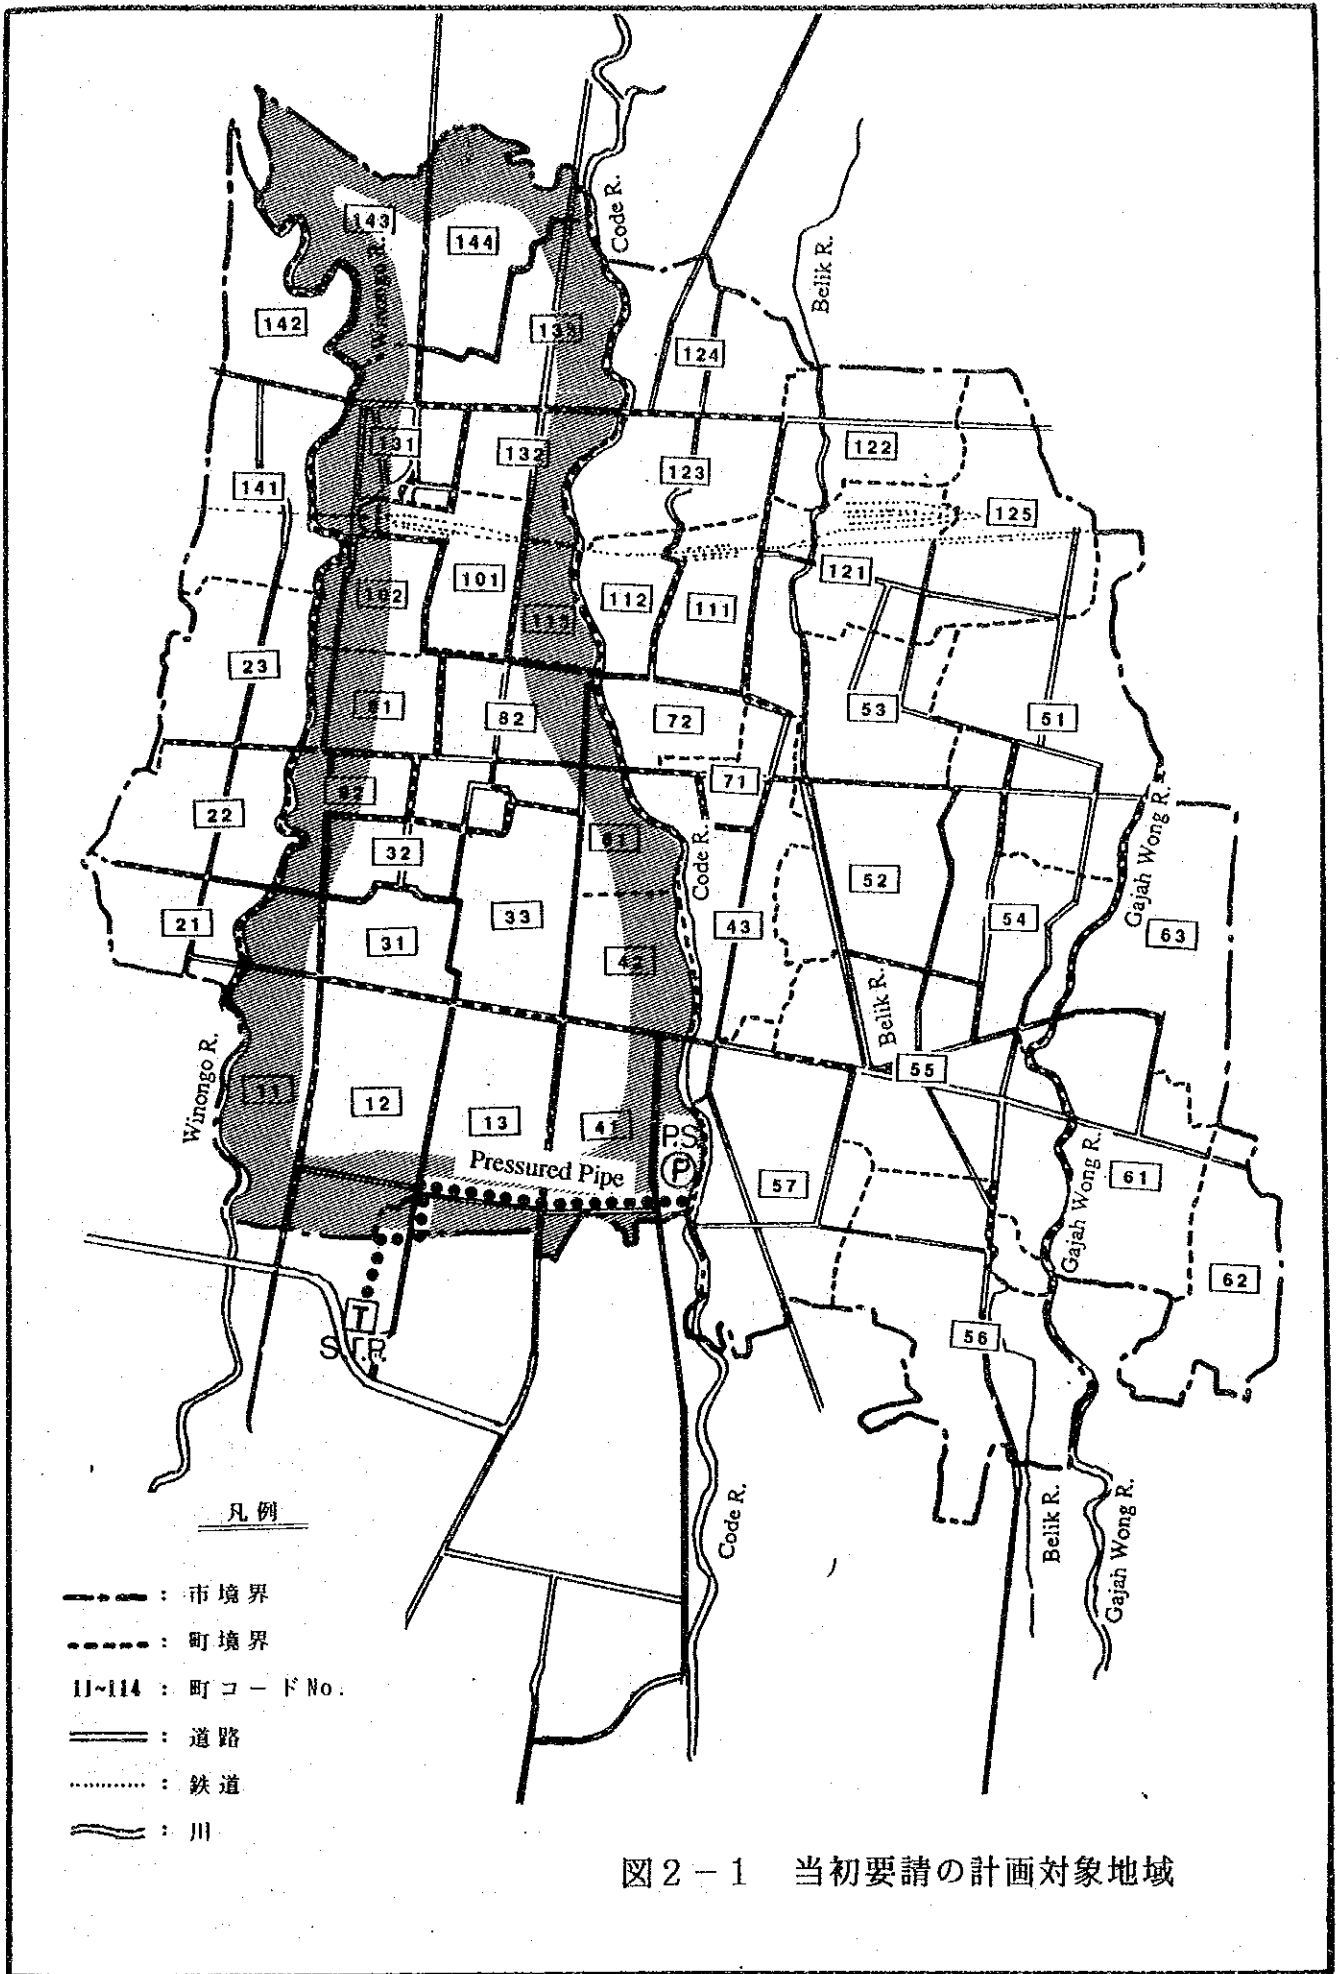 Code R.
143
144
Winongo R.
Belik R.
142
133
124
131
132
122
123
141
125
121
102
101
113
112
111
23
81
82
72
53
51
71
22
32
Code R.
Gajah Wong R.
52
33
43
54
63
21
31
42
Belik R.
55
Winongo R.
11
12
13
41
P.S
P
Pressured Pipe
57
Gajah Wong R.
61
62
T
S.T.P.
56
凡例
Code R.
Belik R.
Gajah Wong R.
: 市境界
: 町境界
11~114 : 町コードNo.
: 道路
: 鉄道
: 川
図2-1 当初要請の計画対象地域